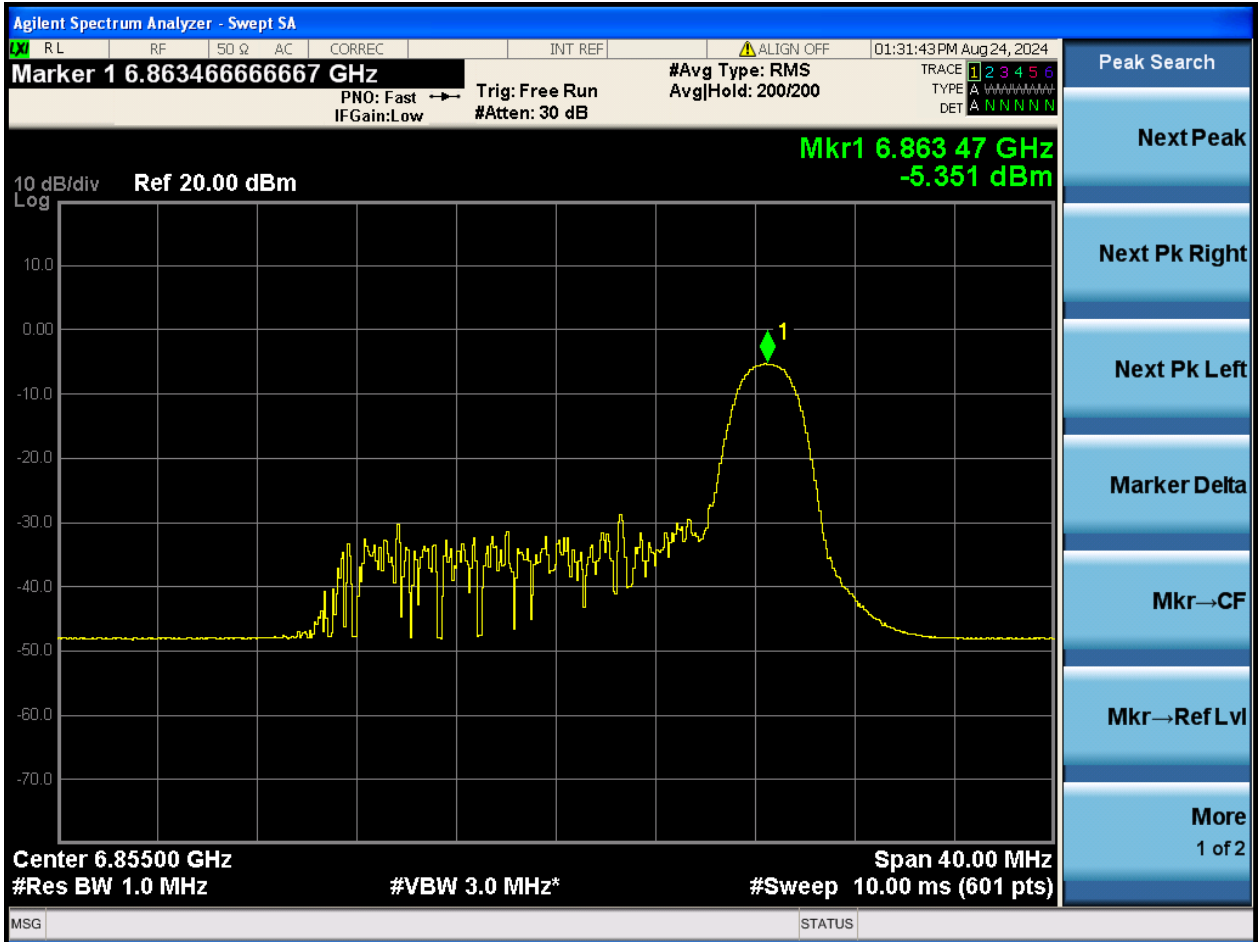 Agilent Spectrum Analyzer - Swept SA
LXI RL RF 50 Ω AC CORREC INT REF ALIGN OFF 01:31:43 PM Aug 24, 2024
Marker 1 6.863466666667 GHz
PNO: Fast
IFGain:Low
Trig: Free Run
#Atten: 30 dB
#Avg Type: RMS
Avg|Hold: 200/200
TRACE 1 2 3 4 5 6
TYPE A WWWWWW
DET A N N N N N
Mkr1 6.863 47 GHz
-5.351 dBm
10 dB/div Ref 20.00 dBm
Log
10.0
0.00
-10.0
-20.0
-30.0
-40.0
-50.0
-60.0
-70.0
1
Center 6.85500 GHz Span 40.00 MHz
#Res BW 1.0 MHz #VBW 3.0 MHz* #Sweep 10.00 ms (601 pts)
MSG STATUS
Peak Search
Next Peak
Next Pk Right
Next Pk Left
Marker Delta
Mkr→CF
Mkr→Ref Lvl
More
1 of 2